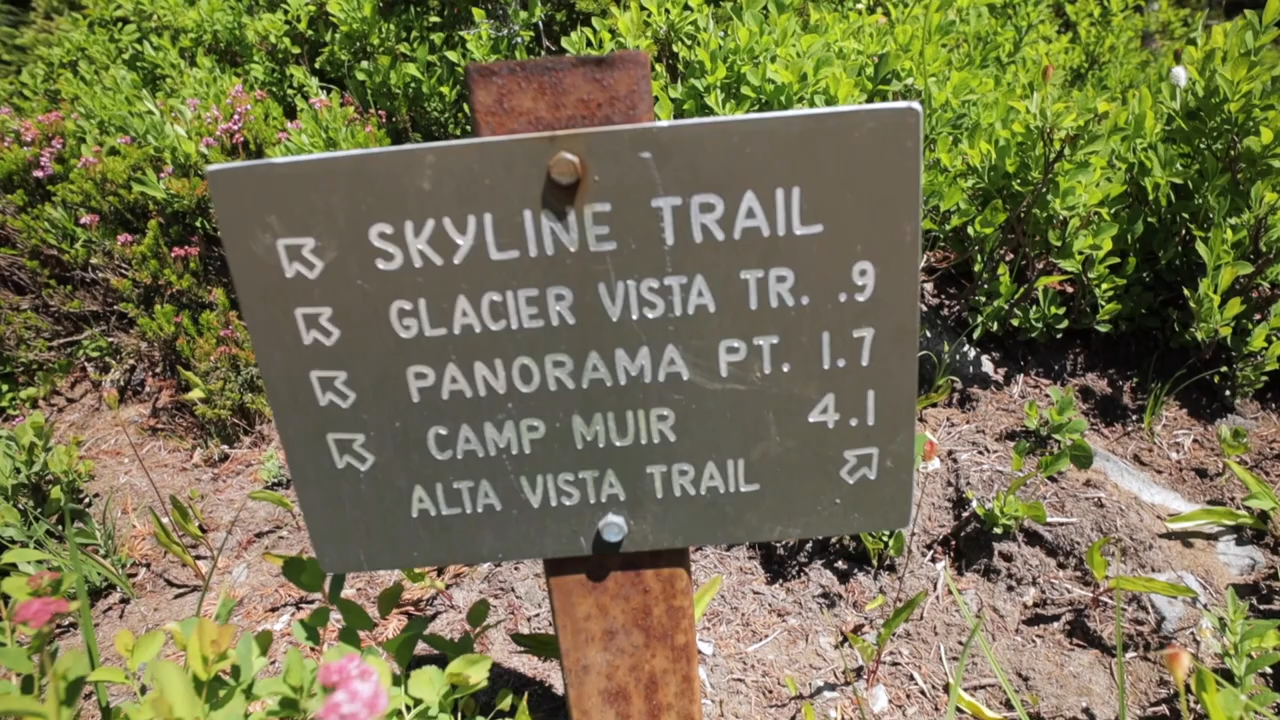 SKYLINE TRAIL
GLACIER VISTA TR. .9
PANORAMA PT. 1.7
CAMP MUIR 4.1
ALTA VISTA TRAIL